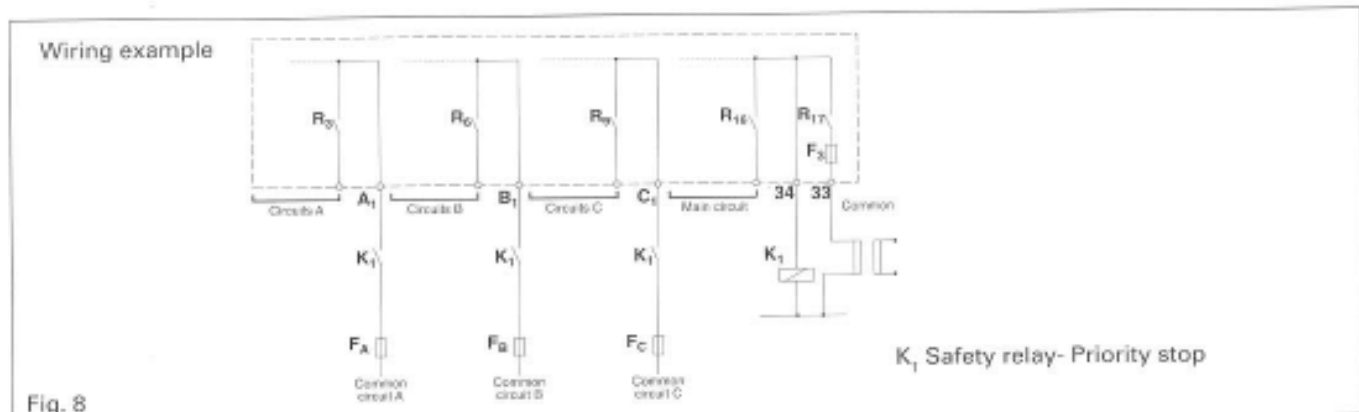 Wiring example
R3 R6 R9 R16 R17
F3
Circuits A A1 Circuits B B1 Circuits C C1 Main circuit 34 33 Common
K1 K1 K1 K1
FA FB FC
K1 Safety relay- Priority stop
Common circuit A
Common circuit B
Common circuit C
Fig. 8